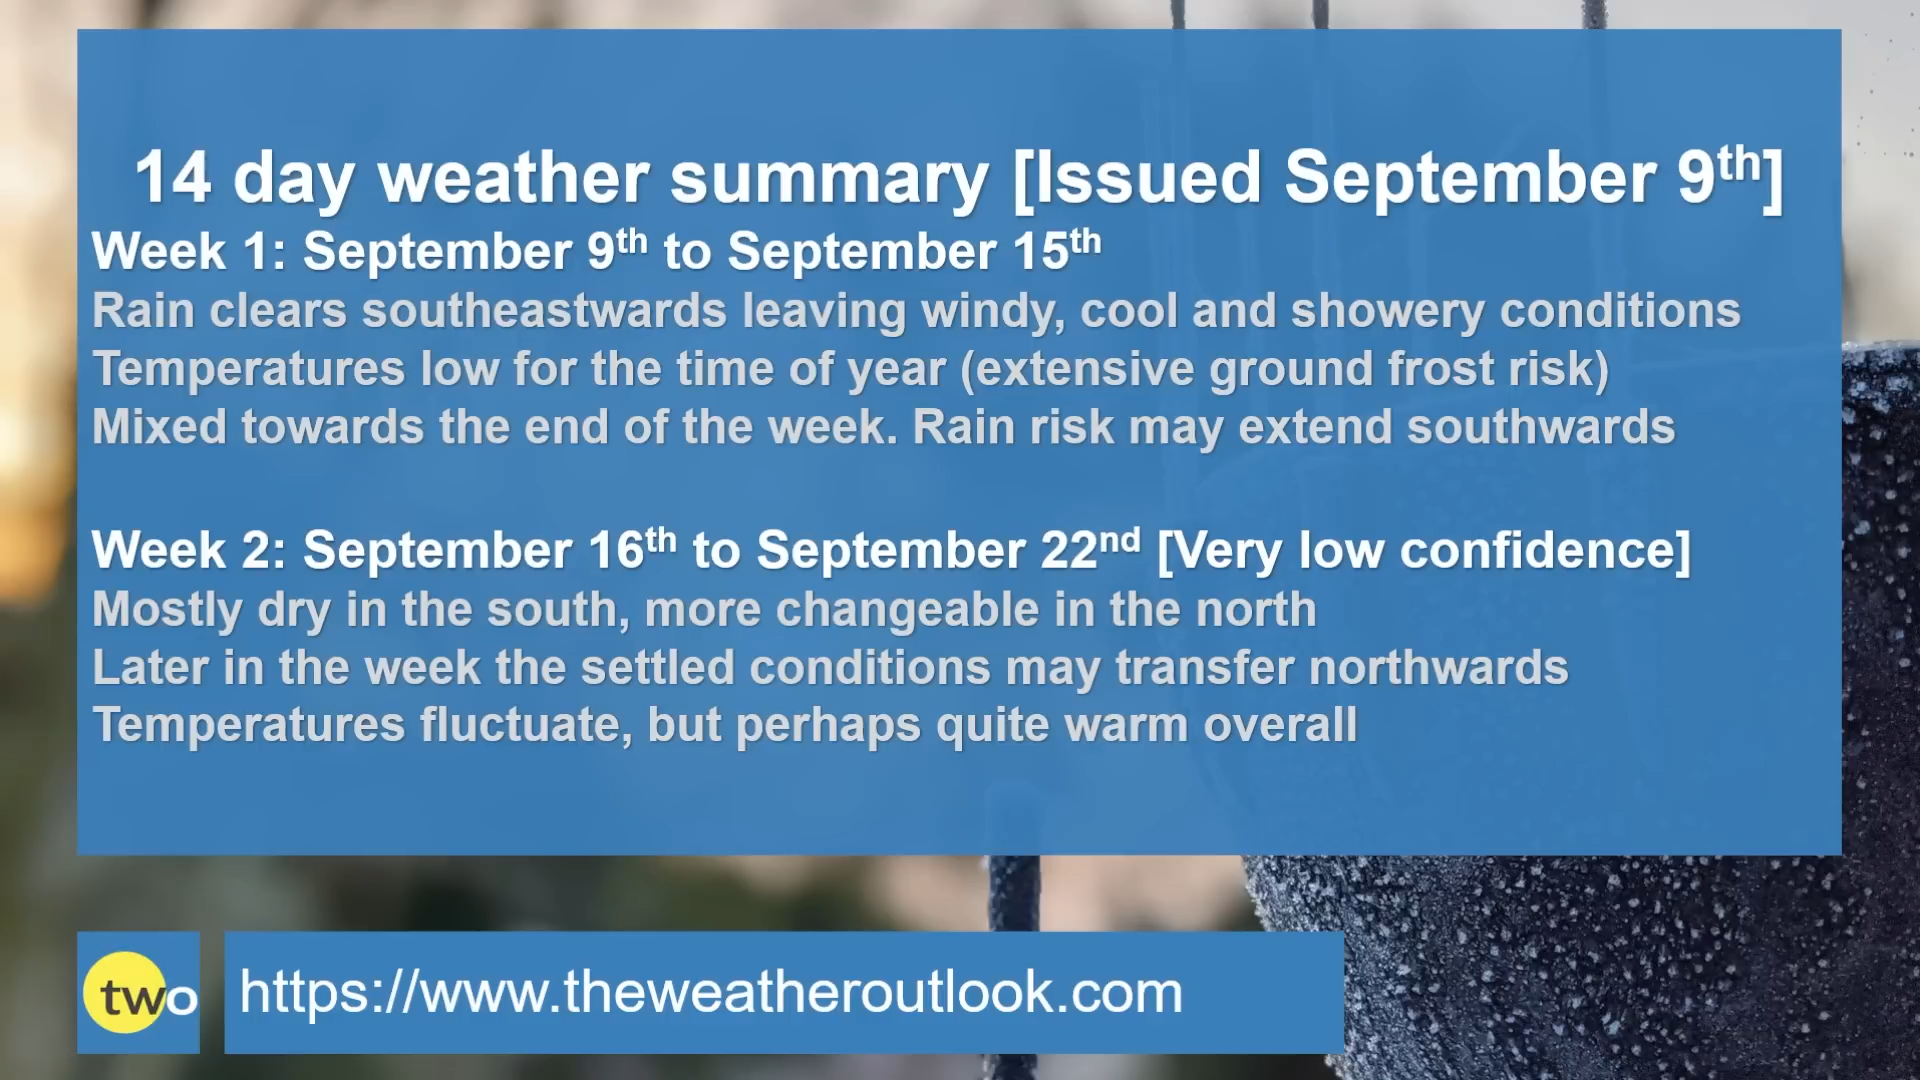 14 day weather summary [Issued September 9th]
Week 1: September 9th to September 15th
Rain clears southeastwards leaving windy, cool and showery conditions
Temperatures low for the time of year (extensive ground frost risk)
Mixed towards the end of the week. Rain risk may extend southwards
Week 2: September 16th to September 22nd [Very low confidence]
Mostly dry in the south, more changeable in the north
Later in the week the settled conditions may transfer northwards
Temperatures fluctuate, but perhaps quite warm overall
two
https://www.theweatheroutlook.com